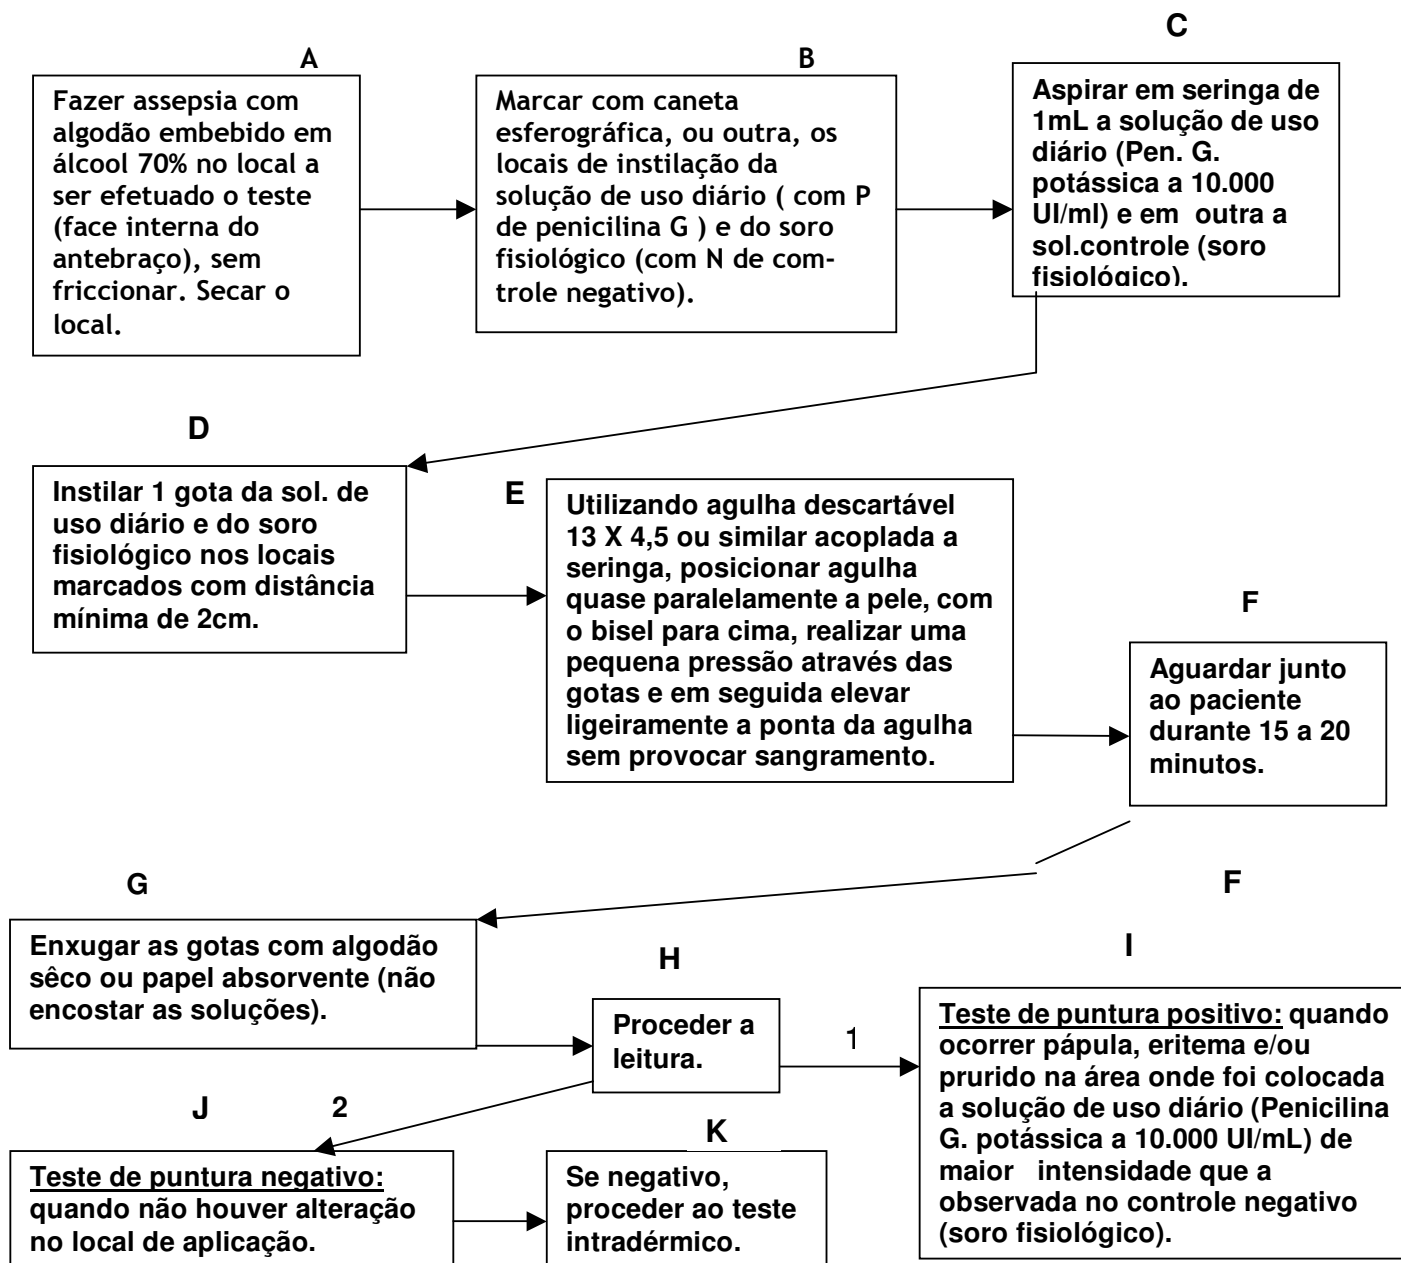 A
Fazer assepsia com
algodão embebido em
álcool 70% no local a
ser efetuado o teste
(face interna do
antebraço), sem
friccionar. Secar o
local.
B
Marcar com caneta
esferográfica, ou outra, os
locais de instilação da
solução de uso diário ( com P
de penicilina G ) e do soro
fisiológico (com N de com-
trole negativo).
C
Aspirar em seringa de
1mL a solução de uso
diário (Pen. G.
potássica a 10.000
UI/ml) e em outra a
sol.controle (soro
fisiológico).
D
Instilar 1 gota da sol. de
uso diário e do soro
fisiológico nos locais
marcados com distância
mínima de 2cm.
E
Utilizando agulha descartável
13 X 4,5 ou similar acoplada a
seringa, posicionar agulha
quase paralelamente a pele, com
o bisel para cima, realizar uma
pequena pressão através das
gotas e em seguida elevar
ligeiramente a ponta da agulha
sem provocar sangramento.
F
Aguardar junto
ao paciente
durante 15 a 20
minutos.
F
G
Enxugar as gotas com algodão
sêco ou papel absorvente (não
encostar as soluções).
H
Proceder a
leitura.
1
I
Teste de puntura positivo: quando
ocorrer pápula, eritema e/ou
prurido na área onde foi colocada
a solução de uso diário (Penicilina
G. potássica a 10.000 UI/mL) de
maior intensidade que a
observada no controle negativo
(soro fisiológico).
J
2
Teste de puntura negativo:
quando não houver alteração
no local de aplicação.
K
Se negativo,
proceder ao teste
intradérmico.